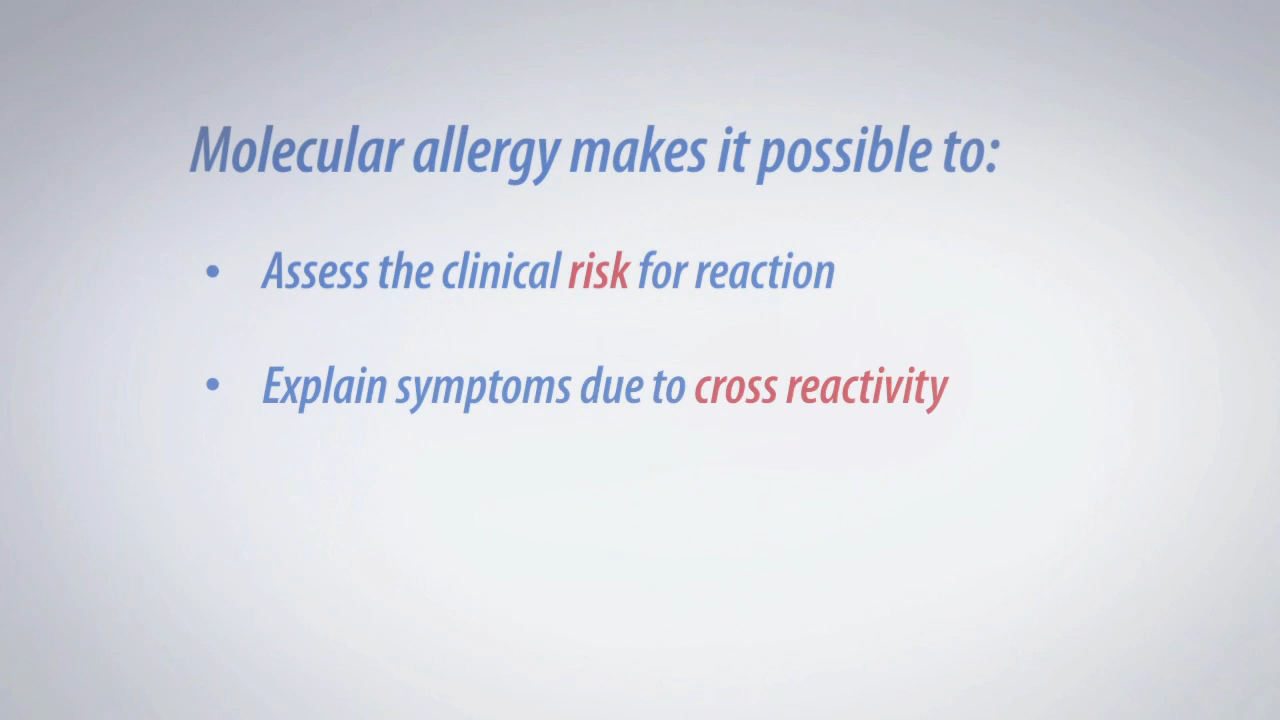 Molecular allergy makes it possible to:
• Assess the clinical risk for reaction
• Explain symptoms due to cross reactivity